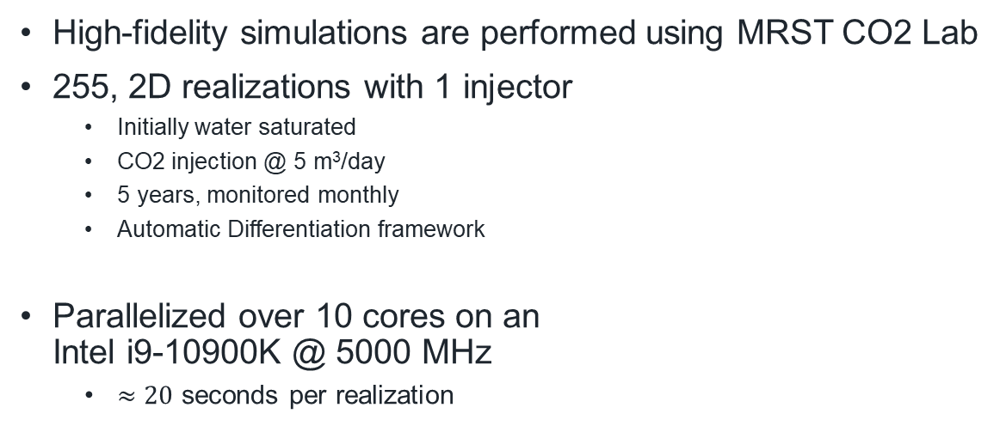 • High-fidelity simulations are performed using MRST CO2 Lab
• 255, 2D realizations with 1 injector
• Initially water saturated
• CO2 injection @ 5 m³/day
• 5 years, monitored monthly
• Automatic Differentiation framework
• Parallelized over 10 cores on an
Intel i9-10900K @ 5000 MHz
• ≈ 20 seconds per realization